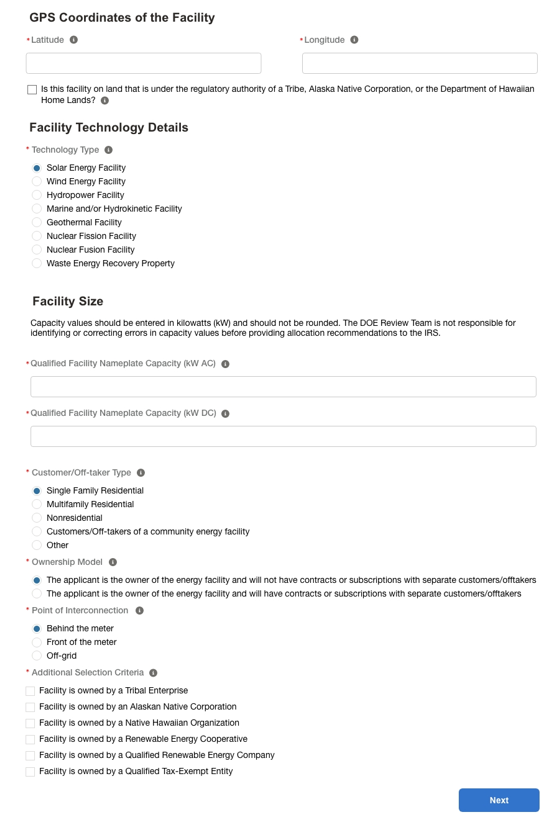 GPS Coordinates of the Facility
* Latitude
* Longitude
Is this facility on land that is under the regulatory authority of a Tribe, Alaska Native Corporation, or the Department of Hawaiian
Home Lands?
Facility Technology Details
* Technology Type
Solar Energy Facility
Wind Energy Facility
Hydropower Facility
Marine and/or Hydrokinetic Facility
Geothermal Facility
Nuclear Fission Facility
Nuclear Fusion Facility
Waste Energy Recovery Property
Facility Size
Capacity values should be entered in kilowatts (kW) and should not be rounded. The DOE Review Team is not responsible for
identifying or correcting errors in capacity values before providing allocation recommendations to the IRS.
* Qualified Facility Nameplate Capacity (kW AC)
* Qualified Facility Nameplate Capacity (kW DC)
* Customer/Off-taker Type
Single Family Residential
Multifamily Residential
Nonresidential
Customers/Off-takers of a community energy facility
Other
* Ownership Model
The applicant is the owner of the energy facility and will not have contracts or subscriptions with separate customers/offtakers
The applicant is the owner of the energy facility and will have contracts or subscriptions with separate customers/offtakers
* Point of Interconnection
Behind the meter
Front of the meter
Off-grid
* Additional Selection Criteria
Facility is owned by a Tribal Enterprise
Facility is owned by an Alaskan Native Corporation
Facility is owned by a Native Hawaiian Organization
Facility is owned by a Renewable Energy Cooperative
Facility is owned by a Qualified Renewable Energy Company
Facility is owned by a Qualified Tax-Exempt Entity
Next